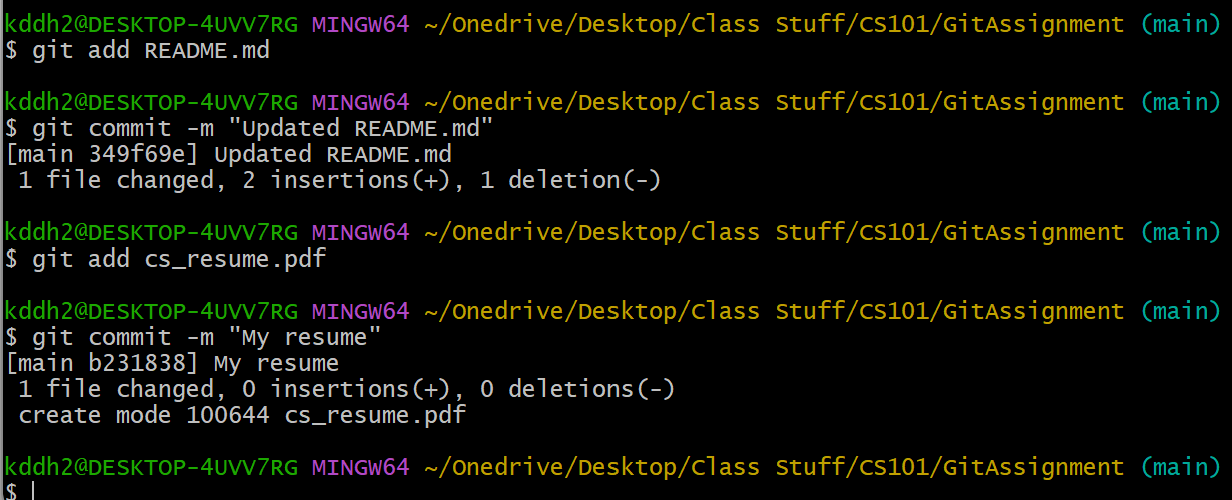 kddh2@DESKTOP-4UVV7RG MINGW64 ~/Onedrive/Desktop/Class Stuff/CS101/GitAssignment (main)
$ git add README.md
kddh2@DESKTOP-4UVV7RG MINGW64 ~/Onedrive/Desktop/Class Stuff/CS101/GitAssignment (main)
$ git commit -m "Updated README.md"
[main 349f69e] Updated README.md
 1 file changed, 2 insertions(+), 1 deletion(-)
kddh2@DESKTOP-4UVV7RG MINGW64 ~/Onedrive/Desktop/Class Stuff/CS101/GitAssignment (main)
$ git add cs_resume.pdf
kddh2@DESKTOP-4UVV7RG MINGW64 ~/Onedrive/Desktop/Class Stuff/CS101/GitAssignment (main)
$ git commit -m "My resume"
[main b231838] My resume
 1 file changed, 0 insertions(+), 0 deletions(-)
 create mode 100644 cs_resume.pdf
kddh2@DESKTOP-4UVV7RG MINGW64 ~/Onedrive/Desktop/Class Stuff/CS101/GitAssignment (main)
$